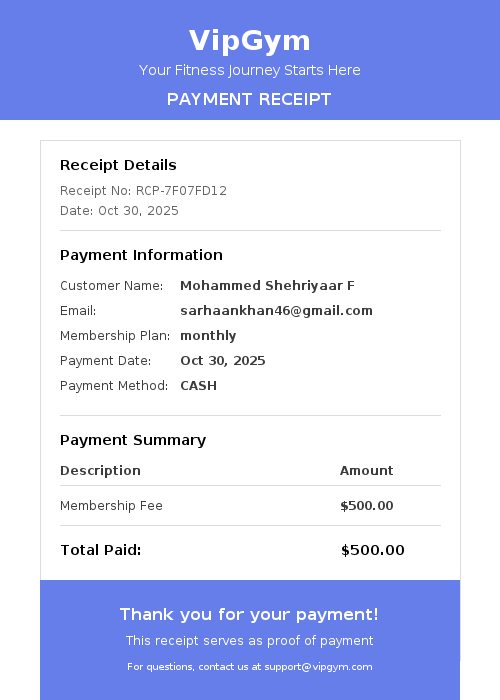 VipGym
Your Fitness Journey Starts Here
PAYMENT RECEIPT
Receipt Details
Receipt No: RCP-7F07FD12
Date: Oct 30, 2025
Payment Information
Customer Name: Mohammed Shehriyaar F
Email: sarhaankhan46@gmail.com
Membership Plan: monthly
Payment Date: Oct 30, 2025
Payment Method: CASH
Payment Summary
Description Amount
Membership Fee $500.00
Total Paid: $500.00
Thank you for your payment!
This receipt serves as proof of payment
For questions, contact us at support@vipgym.com